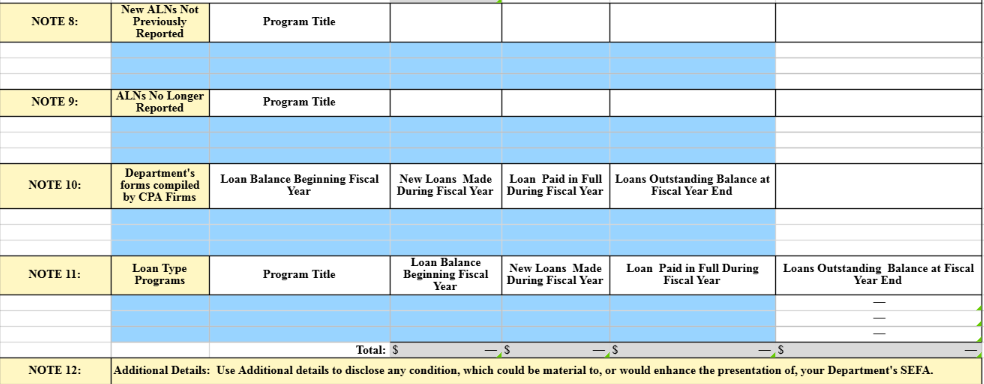 New ALNs Not
NOTE 8: Previously Program Title
Reported
ALNs No Longer
NOTE 9: Program Title
Reported
Department's
NOTE 10: forms compiled Loan Balance Beginning Fiscal Year New Loans Made During Fiscal Year Loan Paid in Full During Fiscal Year Loans Outstanding Balance at Fiscal Year End
by CPA Firms
NOTE 11: Loan Type Programs Program Title Loan Balance Beginning Fiscal Year New Loans Made During Fiscal Year Loan Paid in Full During Fiscal Year Loans Outstanding Balance at Fiscal Year End
—
—
—
Total: $ — $ — $ — $ —
NOTE 12: Additional Details: Use Additional details to disclose any condition, which could be material to, or would enhance the presentation of, your Department's SEFA.